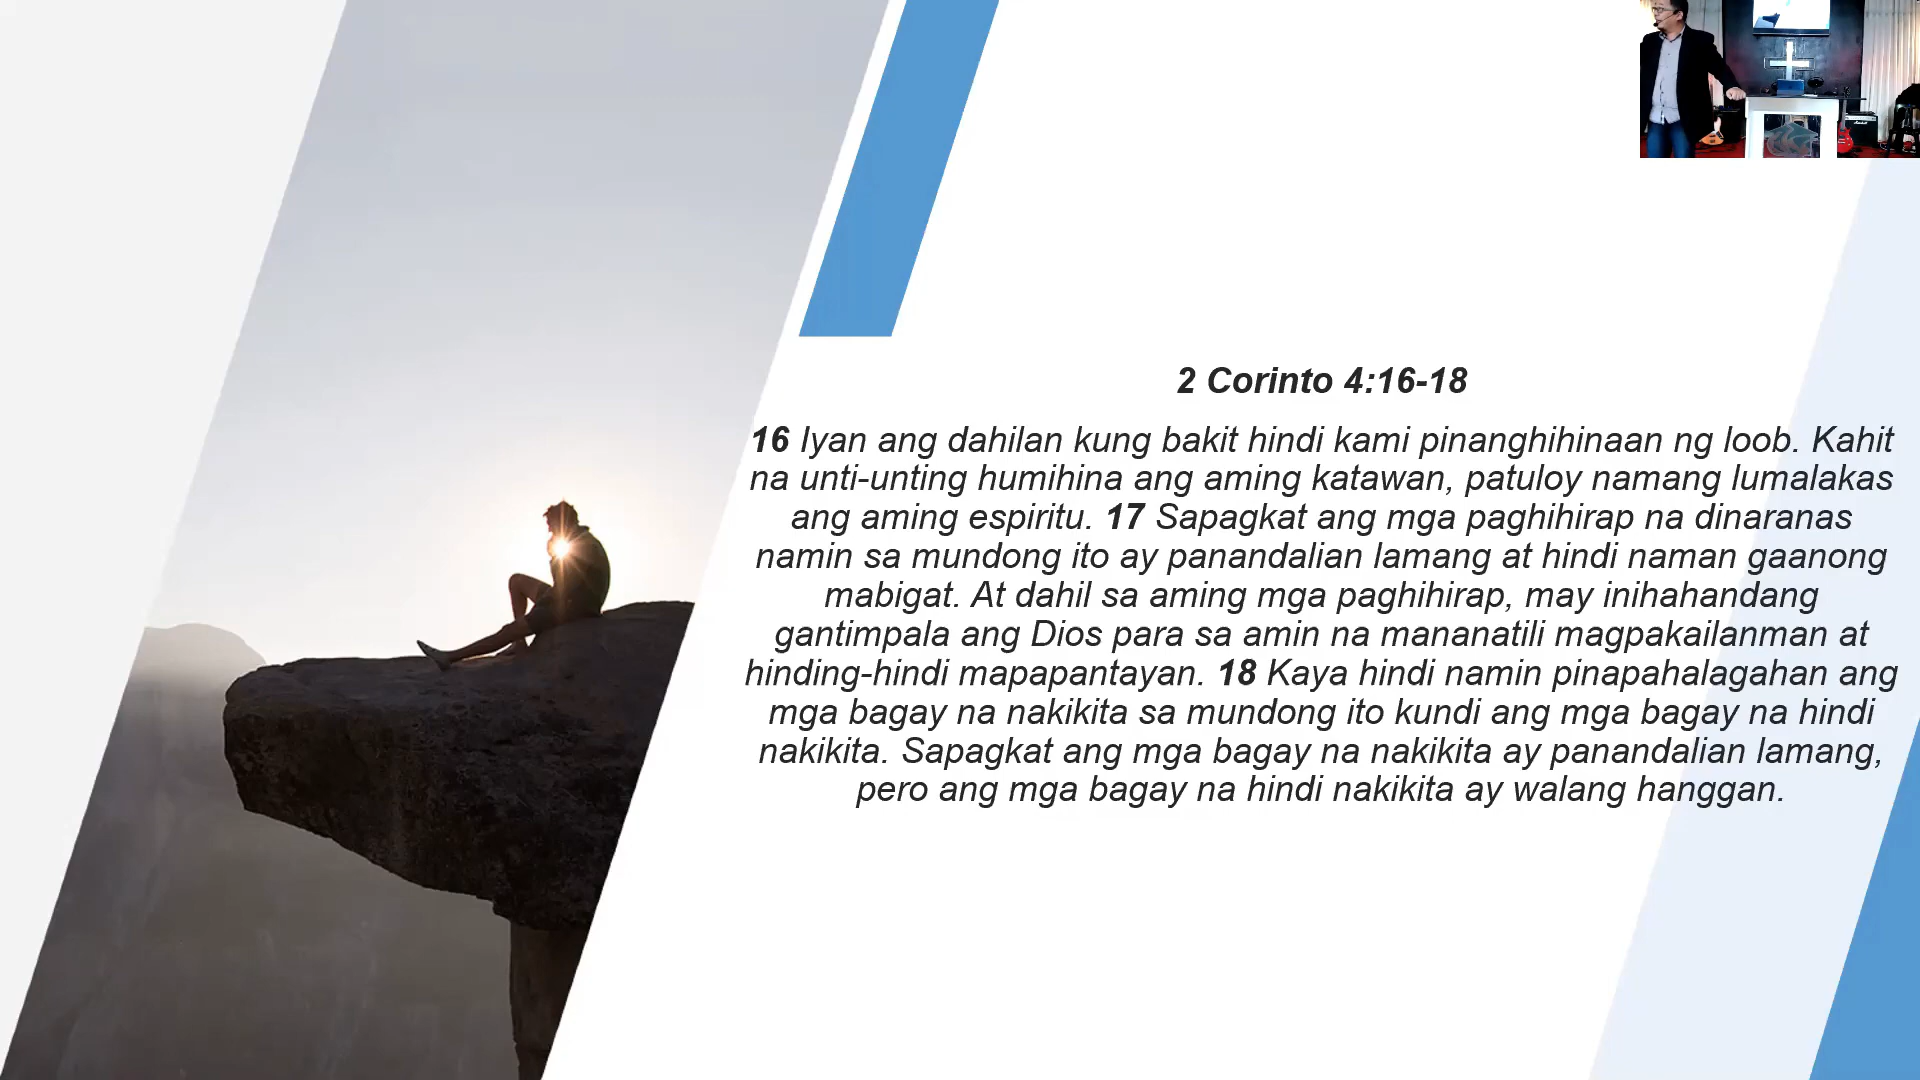 2 Corinto 4:16-18
16 Iyan ang dahilan kung bakit hindi kami pinanghihinaan ng loob. Kahit
na unti-unting humihina ang aming katawan, patuloy namang lumalakas
ang aming espiritu. 17 Sapagkat ang mga paghihirap na dinaranas
namin sa mundong ito ay panandalian lamang at hindi naman gaanong
mabigat. At dahil sa aming mga paghihirap, may inihahandang
gantimpala ang Dios para sa amin na mananatili magpakailanman at
hinding-hindi mapapantayan. 18 Kaya hindi namin pinapahalagahan ang
mga bagay na nakikita sa mundong ito kundi ang mga bagay na hindi
nakikita. Sapagkat ang mga bagay na nakikita ay panandalian lamang,
pero ang mga bagay na hindi nakikita ay walang hanggan.